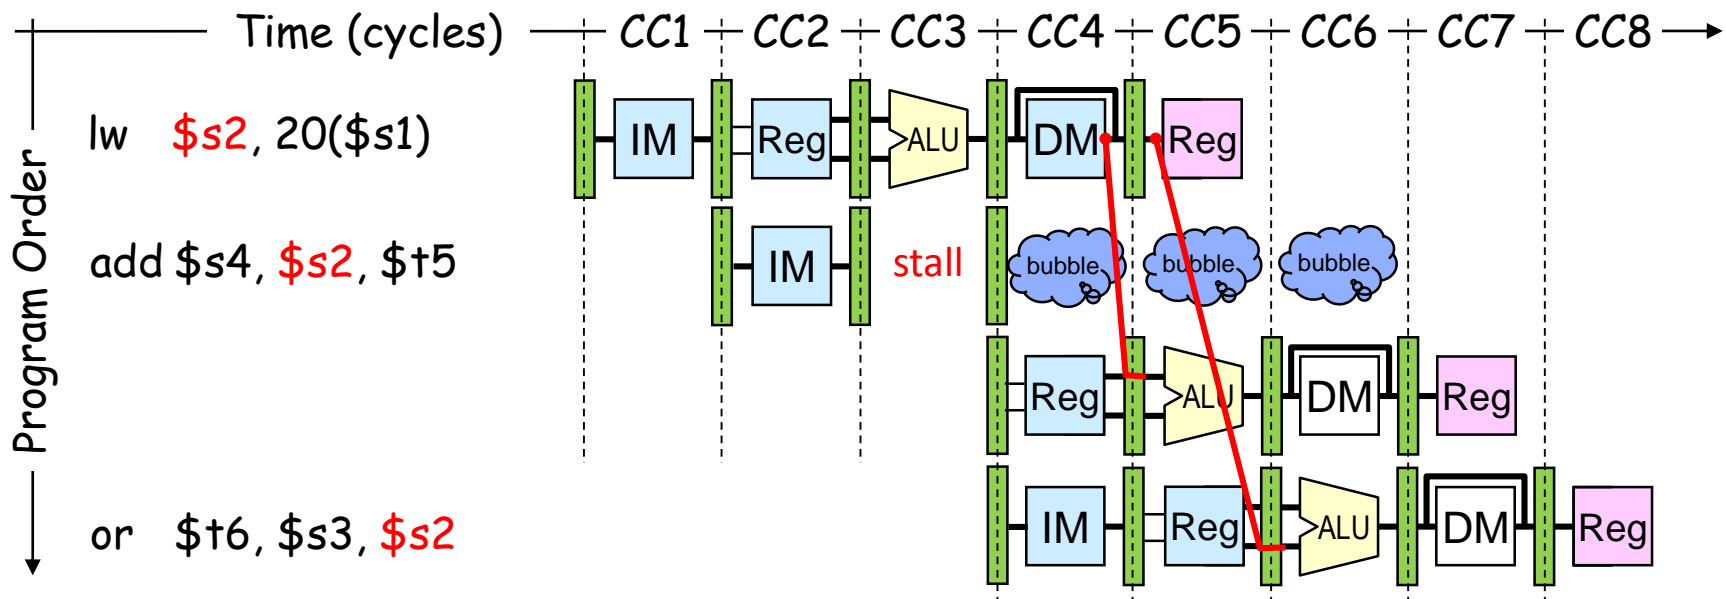 Time (cycles) CC1 CC2 CC3 CC4 CC5 CC6 CC7 CC8
Program Order
lw $s2, 20($s1) IM Reg ALU DM Reg
add $s4, $s2, $t5 IM stall bubble bubble bubble
Reg ALU DM Reg
or $t6, $s3, $s2 IM Reg ALU DM Reg